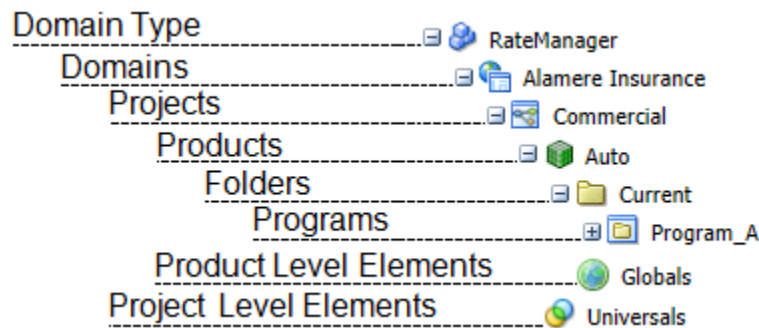 Domain Type RateManager
Domains Alamere Insurance
Projects Commercial
Products Auto
Folders Current
Programs Program_A
Product Level Elements Globals
Project Level Elements Universals